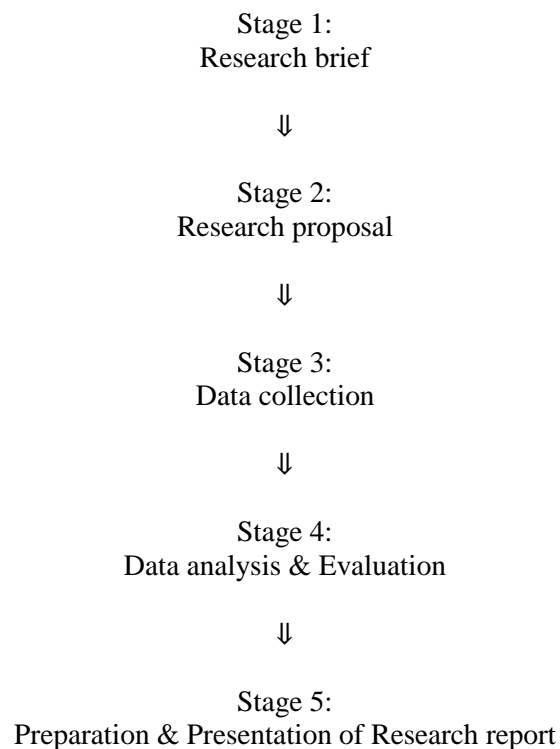 Stage 1:
Research brief
⇓
Stage 2:
Research proposal
⇓
Stage 3:
Data collection
⇓
Stage 4:
Data analysis & Evaluation
⇓
Stage 5:
Preparation & Presentation of Research report